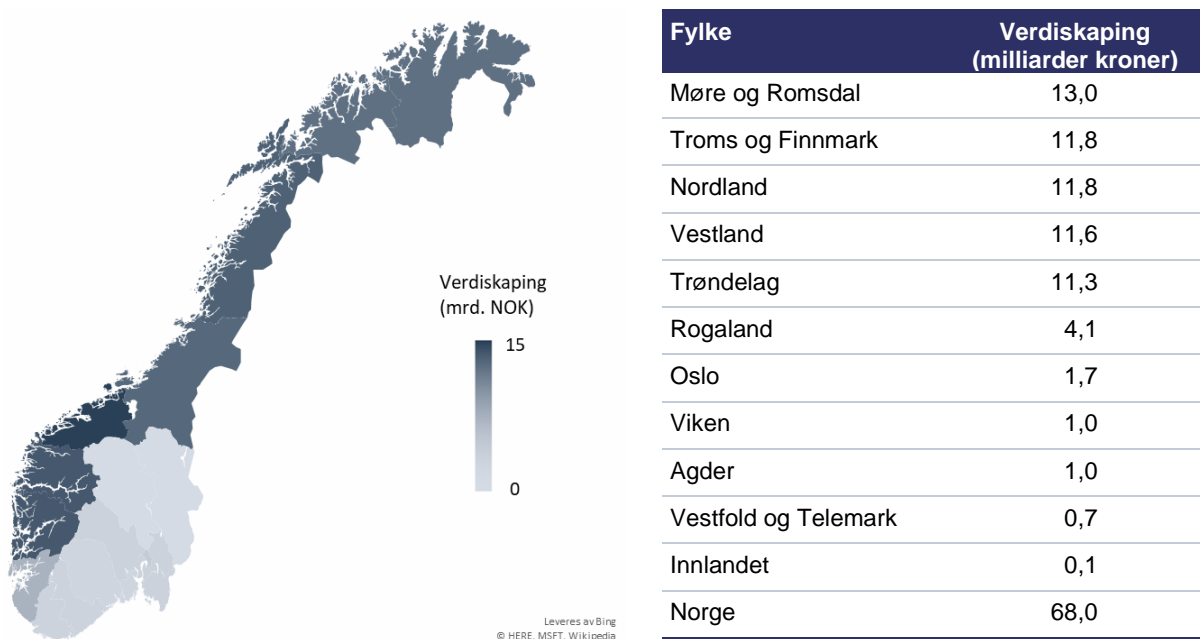 Verdiskaping
(mrd. NOK)
15
0
Leveres av Bing
© HERE, MSFT, Wikipedia
Fylke Verdiskaping
(milliarder kroner)
Møre og Romsdal 13,0
Troms og Finnmark 11,8
Nordland 11,8
Vestland 11,6
Trøndelag 11,3
Rogaland 4,1
Oslo 1,7
Viken 1,0
Agder 1,0
Vestfold og Telemark 0,7
Innlandet 0,1
Norge 68,0